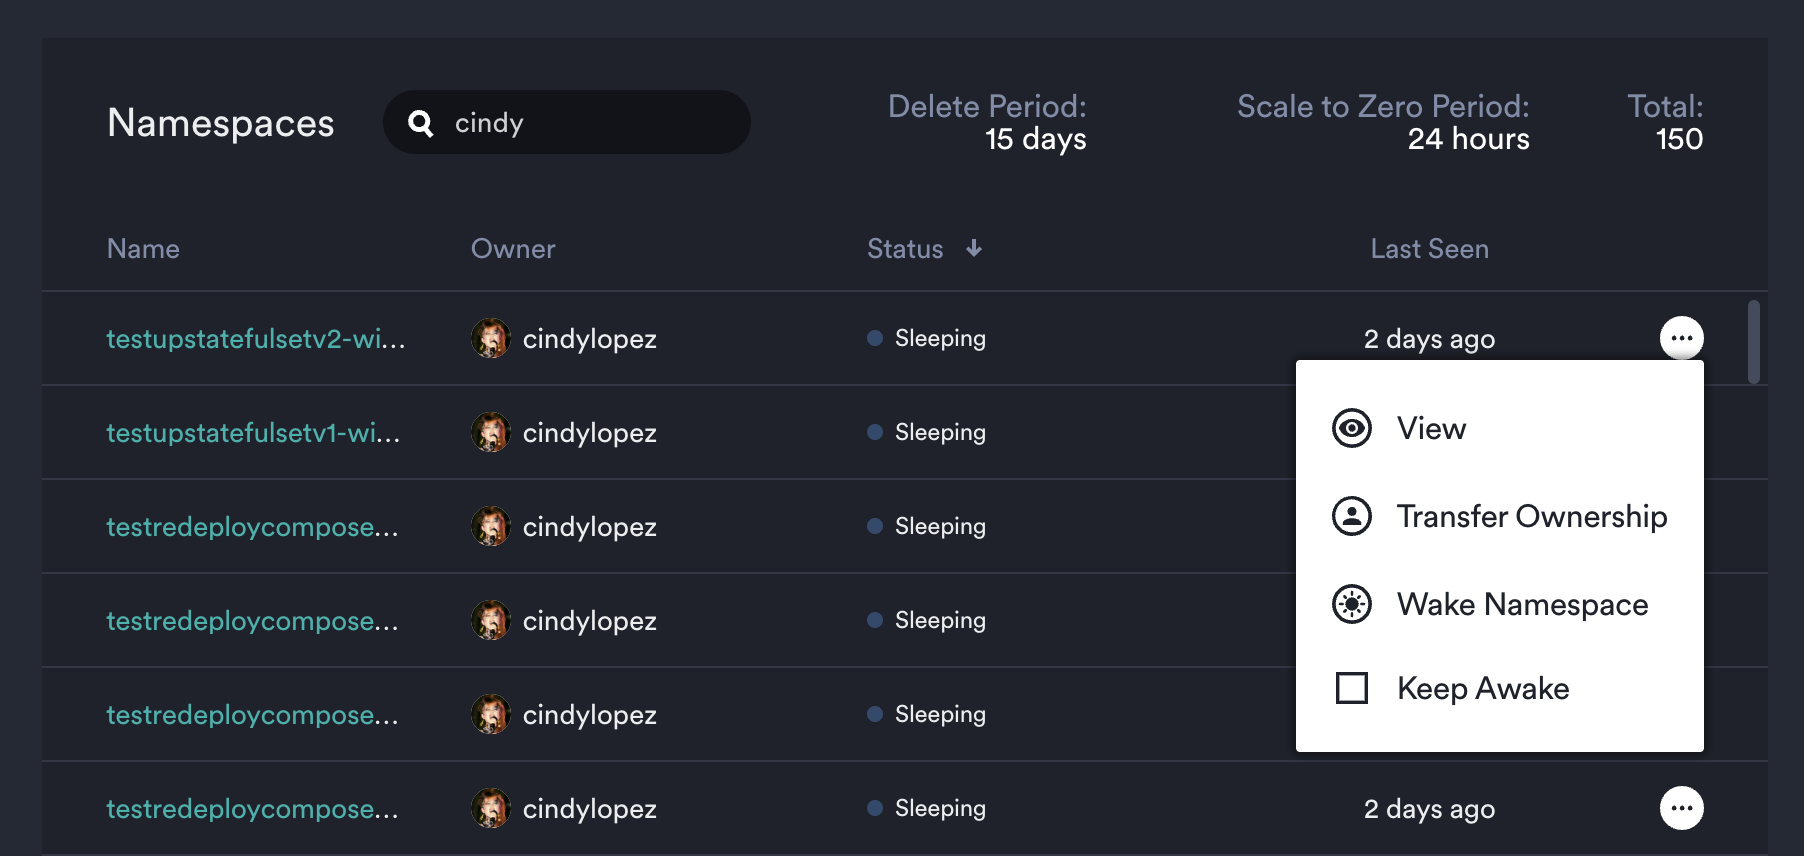 Namespaces
cindy
Delete Period:
15 days
Scale to Zero Period:
24 hours
Total:
150
Name Owner Status Last Seen
testupstatefulsetv2-wi... cindylopez Sleeping 2 days ago
testupstatefulsetv1-wi... cindylopez Sleeping
testredeploycompose... cindylopez Sleeping
testredeploycompose... cindylopez Sleeping
testredeploycompose... cindylopez Sleeping
testredeploycompose... cindylopez Sleeping 2 days ago
View
Transfer Ownership
Wake Namespace
Keep Awake